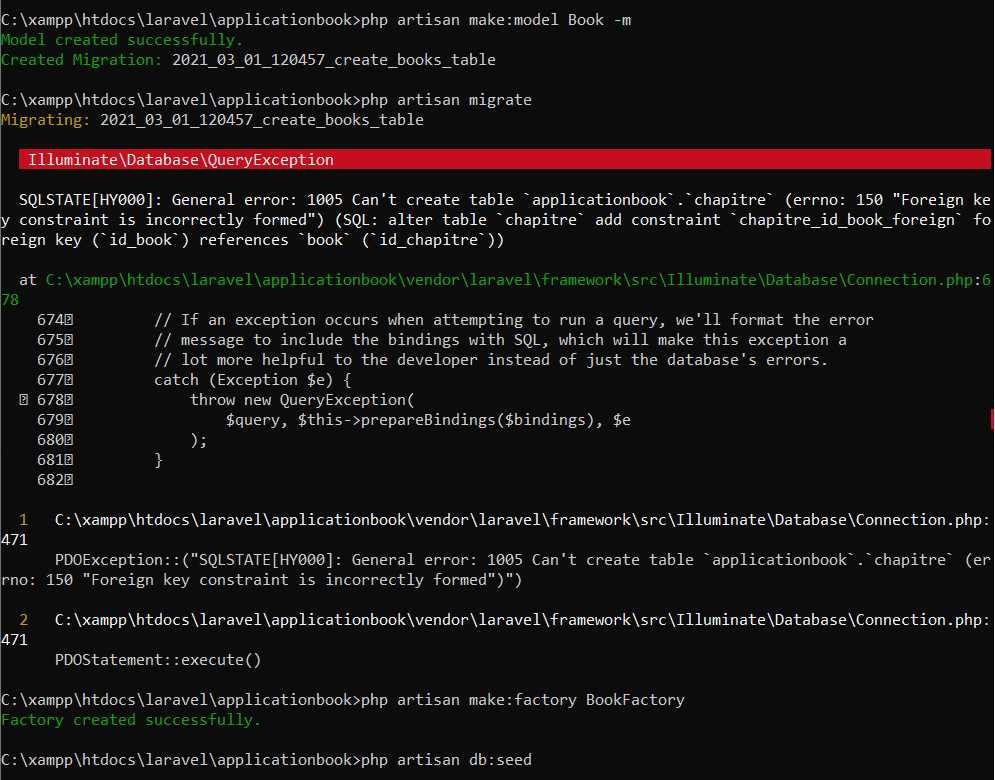 C:\xampp\htdocs\laravel\applicationbook>php artisan make:model Book -m
Model created successfully.
Created Migration: 2021_03_01_120457_create_books_table
C:\xampp\htdocs\laravel\applicationbook>php artisan migrate
Migrating: 2021_03_01_120457_create_books_table
Illuminate\Database\QueryException
SQLSTATE[HY000]: General error: 1005 Can't create table `applicationbook`.`chapitre` (errno: 150 "Foreign ke
y constraint is incorrectly formed") (SQL: alter table `chapitre` add constraint `chapitre_id_book_foreign` fo
reign key (`id_book`) references `book` (`id_chapitre`))
at C:\xampp\htdocs\laravel\applicationbook\vendor\laravel\framework\src\Illuminate\Database\Connection.php:6
78
674 // If an exception occurs when attempting to run a query, we'll format the error
675 // message to include the bindings with SQL, which will make this exception a
676 // lot more helpful to the developer instead of just the database's errors.
677 catch (Exception $e) {
678 throw new QueryException(
679 $query, $this->prepareBindings($bindings), $e
680 );
681 }
682
1 C:\xampp\htdocs\laravel\applicationbook\vendor\laravel\framework\src\Illuminate\Database\Connection.php:
471
PDOException::("SQLSTATE[HY000]: General error: 1005 Can't create table `applicationbook`.`chapitre` (er
rno: 150 "Foreign key constraint is incorrectly formed")")
2 C:\xampp\htdocs\laravel\applicationbook\vendor\laravel\framework\src\Illuminate\Database\Connection.php:
471
PDOStatement::execute()
C:\xampp\htdocs\laravel\applicationbook>php artisan make:factory BookFactory
Factory created successfully.
C:\xampp\htdocs\laravel\applicationbook>php artisan db:seed